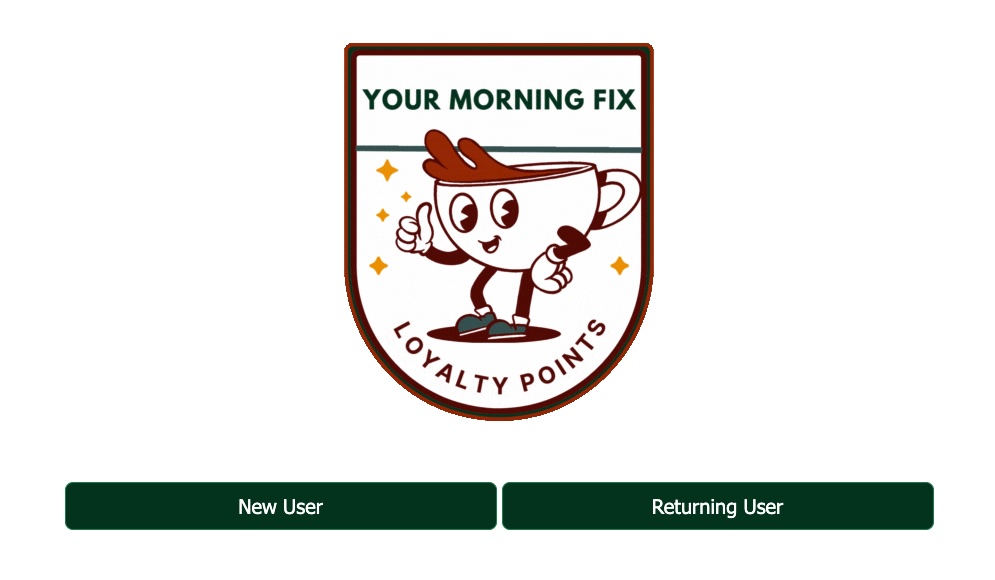 YOUR MORNING FIX
LOYALTY POINTS
New User
Returning User